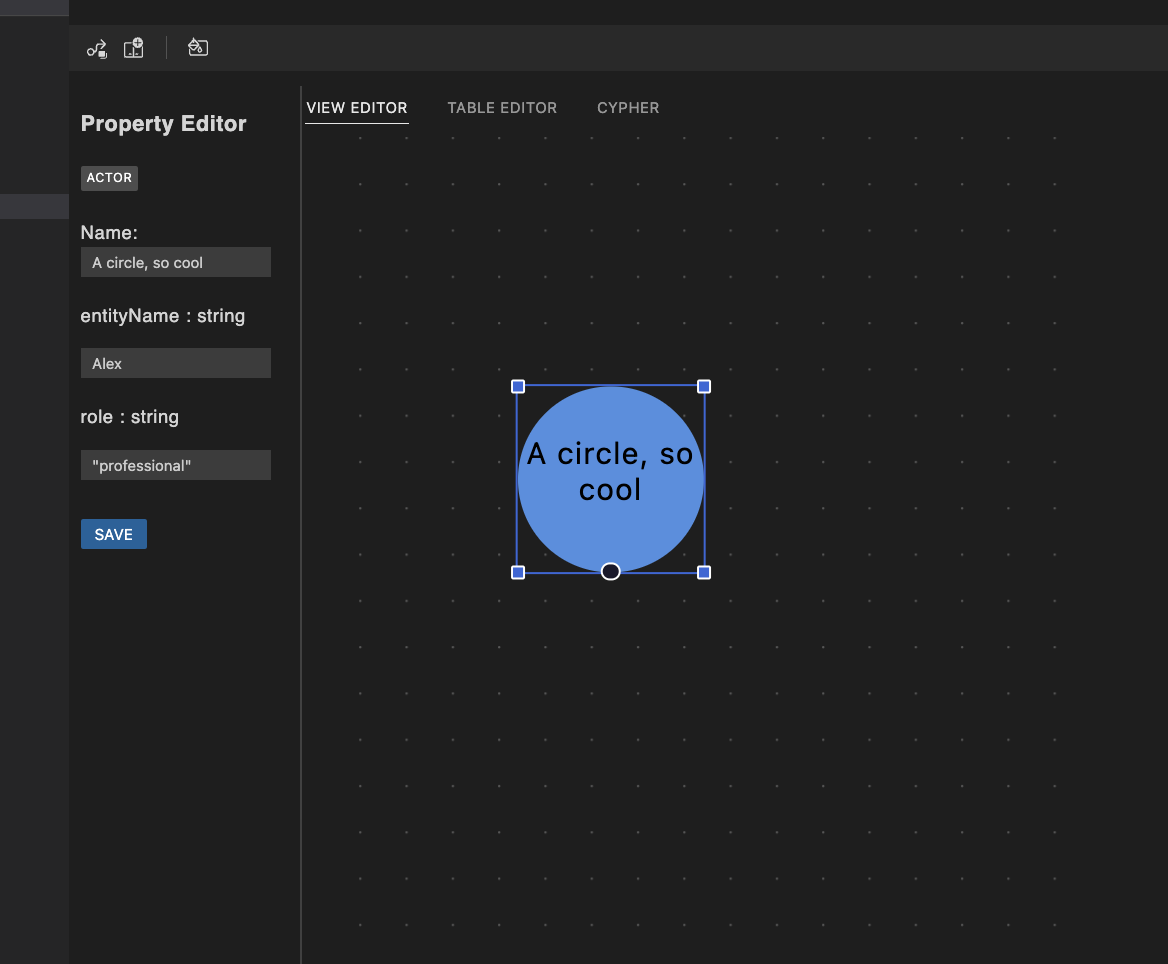 VIEW EDITOR
TABLE EDITOR
CYPHER
Property Editor
ACTOR
Name:
A circle, so cool
entityName : string
Alex
role : string
"professional"
SAVE
A circle, so
cool